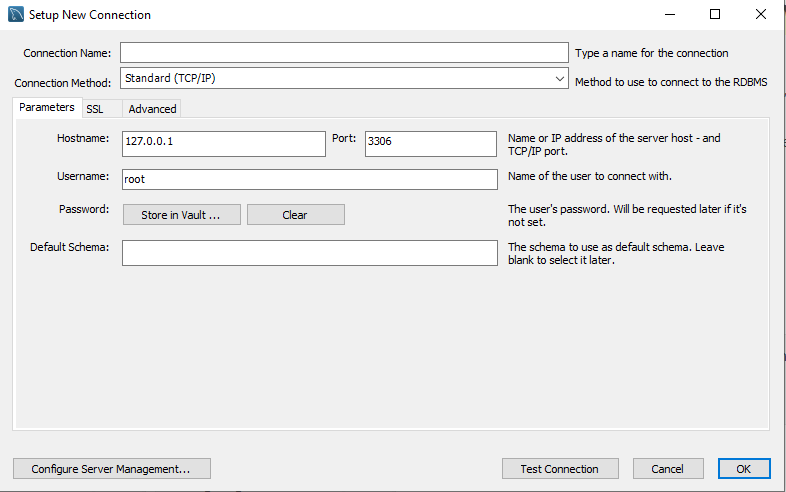 Setup New Connection
Connection Name: Type a name for the connection
Connection Method: Standard (TCP/IP) Method to use to connect to the RDBMS
Parameters SSL Advanced
Hostname: 127.0.0.1 Port: 3306 Name or IP address of the server host - and
TCP/IP port.
Username: root Name of the user to connect with.
Password: Store in Vault ... Clear The user's password. Will be requested later if it's
not set.
Default Schema: The schema to use as default schema. Leave
blank to select it later.
Configure Server Management... Test Connection Cancel OK